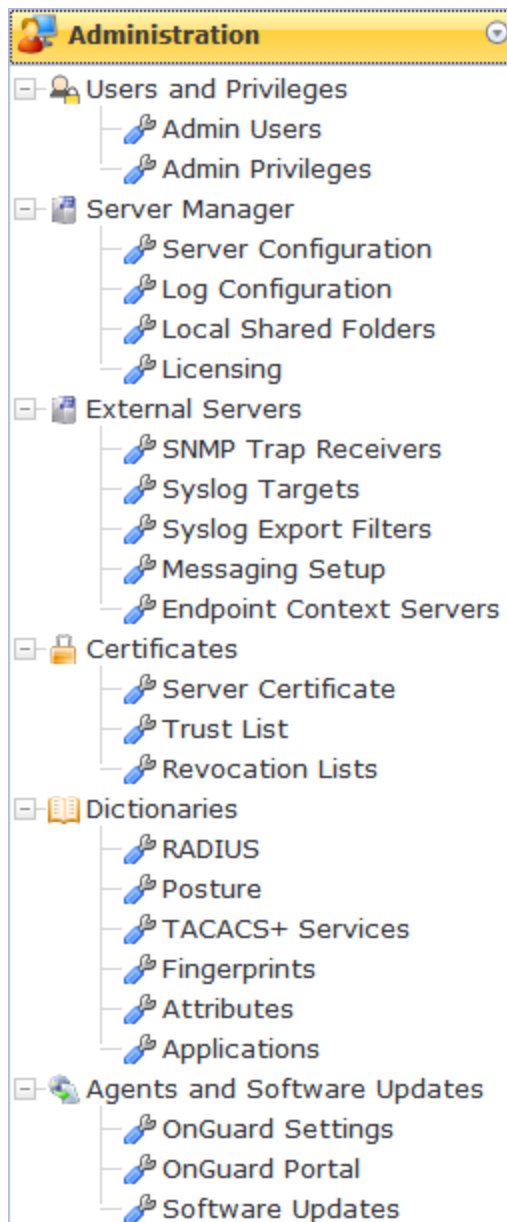 Administration
Users and Privileges
Admin Users
Admin Privileges
Server Manager
Server Configuration
Log Configuration
Local Shared Folders
Licensing
External Servers
SNMP Trap Receivers
Syslog Targets
Syslog Export Filters
Messaging Setup
Endpoint Context Servers
Certificates
Server Certificate
Trust List
Revocation Lists
Dictionaries
RADIUS
Posture
TACACS+ Services
Fingerprints
Attributes
Applications
Agents and Software Updates
OnGuard Settings
OnGuard Portal
Software Updates